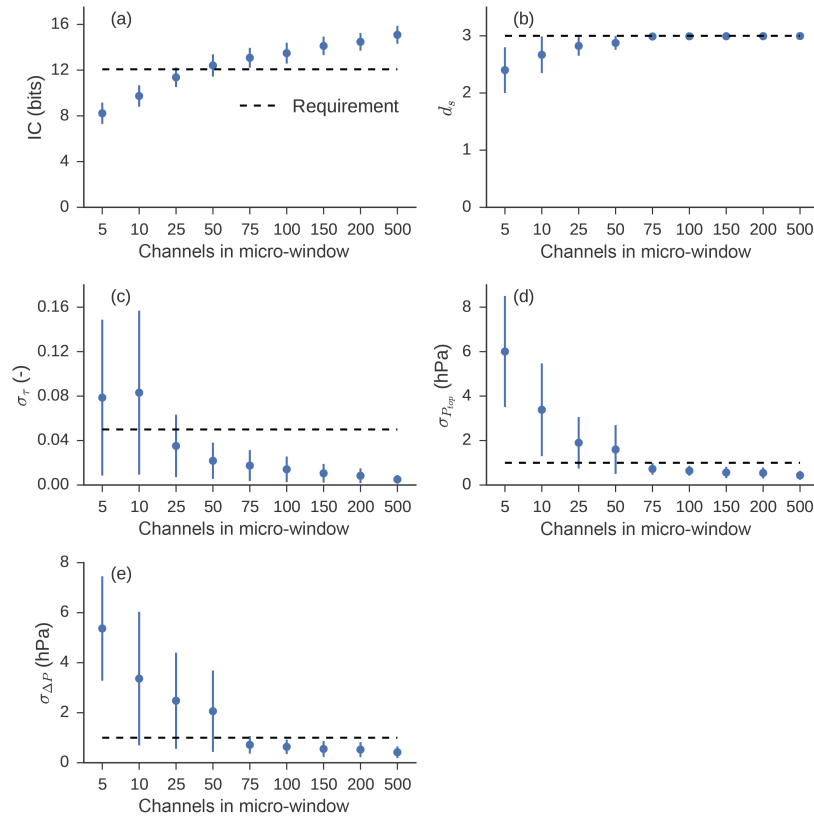 (a)
IC (bits)
16
12
8
4
0
Requirement
5 10 25 50 75 100 150 200 500
Channels in micro-window
(b)
d_s
3
2
1
0
5 10 25 50 75 100 150 200 500
Channels in micro-window
(c)
σ_τ (-)
0.16
0.12
0.08
0.04
0.00
5 10 25 50 75 100 150 200 500
Channels in micro-window
(d)
σ_{P_{top}} (hPa)
8
6
4
2
0
5 10 25 50 75 100 150 200 500
Channels in micro-window
(e)
σ_{ΔP} (hPa)
8
6
4
2
0
5 10 25 50 75 100 150 200 500
Channels in micro-window